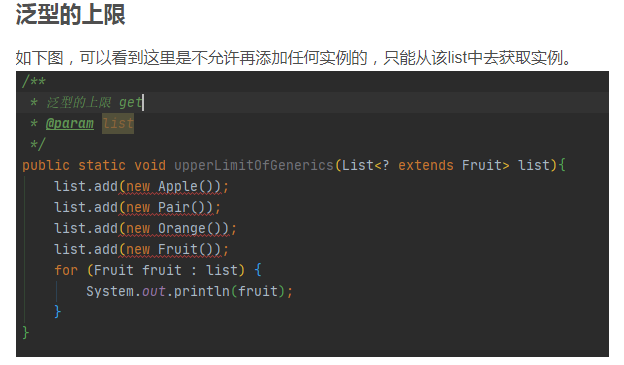 泛型的上限
如下图，可以看到这里是不允许再添加任何实例的，只能从该list中去获取实例。
/**
 * 泛型的上限 get
 * @param list
 */
public static void upperLimitOfGenerics(List<? extends Fruit> list){
    list.add(new Apple());
    list.add(new Pair());
    list.add(new Orange());
    list.add(new Fruit());
    for (Fruit fruit : list) {
        System.out.println(fruit);
    }
}